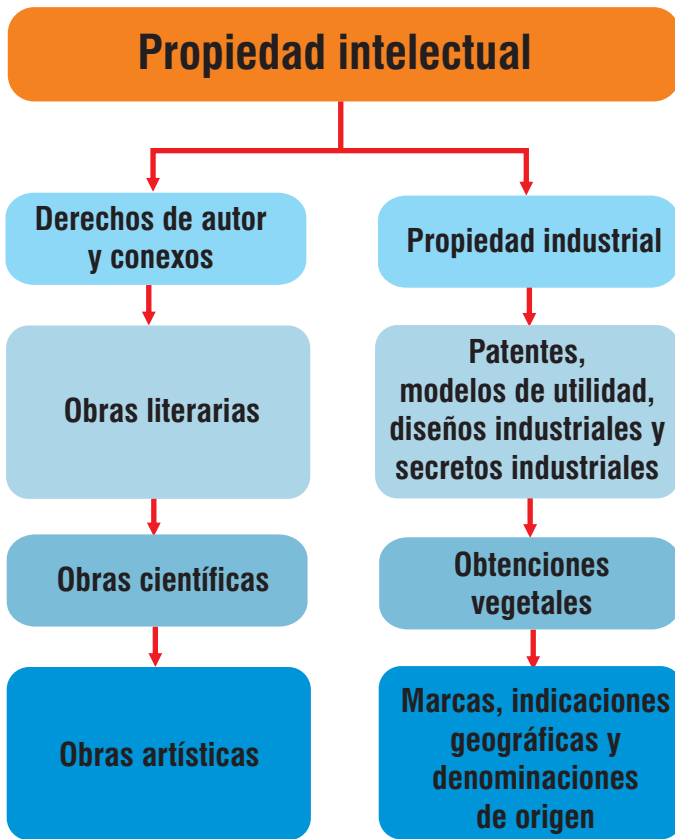 Propiedad intelectual
Derechos de autor
y conexos
Obras literarias
Obras científicas
Obras artísticas
Propiedad industrial
Patentes,
modelos de utilidad,
diseños industriales y
secretos industriales
Obtenciones
vegetales
Marcas, indicaciones
geográficas y
denominaciones
de origen